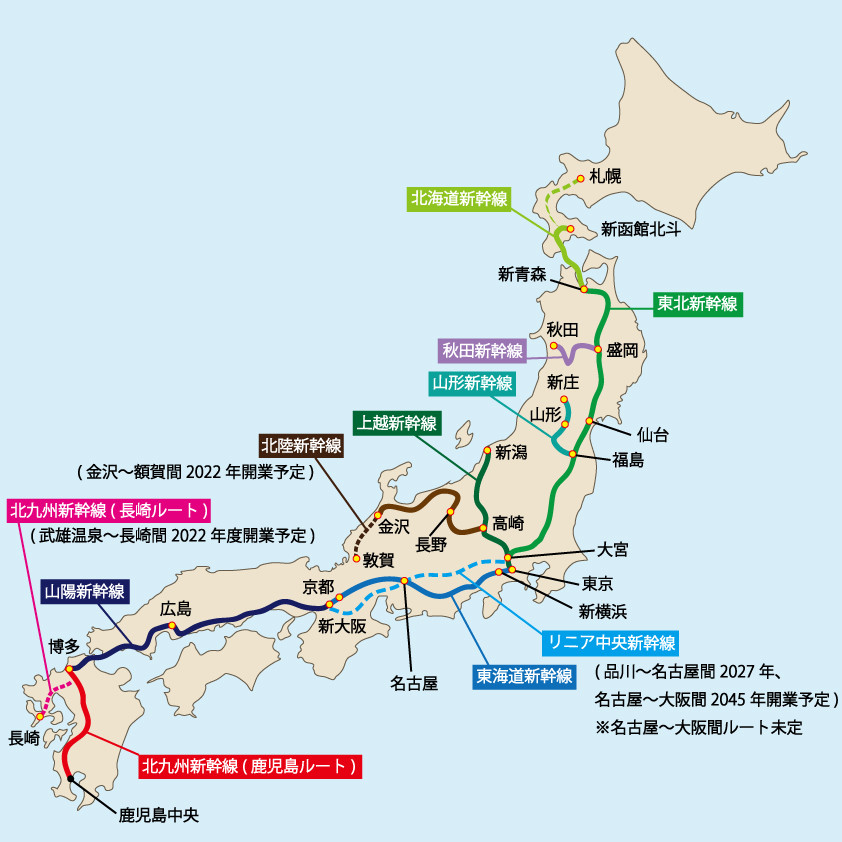 札幌
北海道新幹線
新函館北斗
新青森
東北新幹線
秋田
秋田新幹線
盛岡
山形新幹線
新庄
山形
上越新幹線
仙台
北陸新幹線
新潟
福島
(金沢～額賀間 2022 年開業予定)
北九州新幹線(長崎ルート)
(武雄温泉～長崎間 2022 年度開業予定)
金沢
高崎
長野
大宮
敦賀
東京
山陽新幹線
京都
広島
新横浜
新大阪
リニア中央新幹線
博多
東海道新幹線
(品川～名古屋間 2027 年、
名古屋
名古屋～大阪間 2045 年開業予定)
※名古屋～大阪間ルート未定
長崎
北九州新幹線(鹿児島ルート)
鹿児島中央